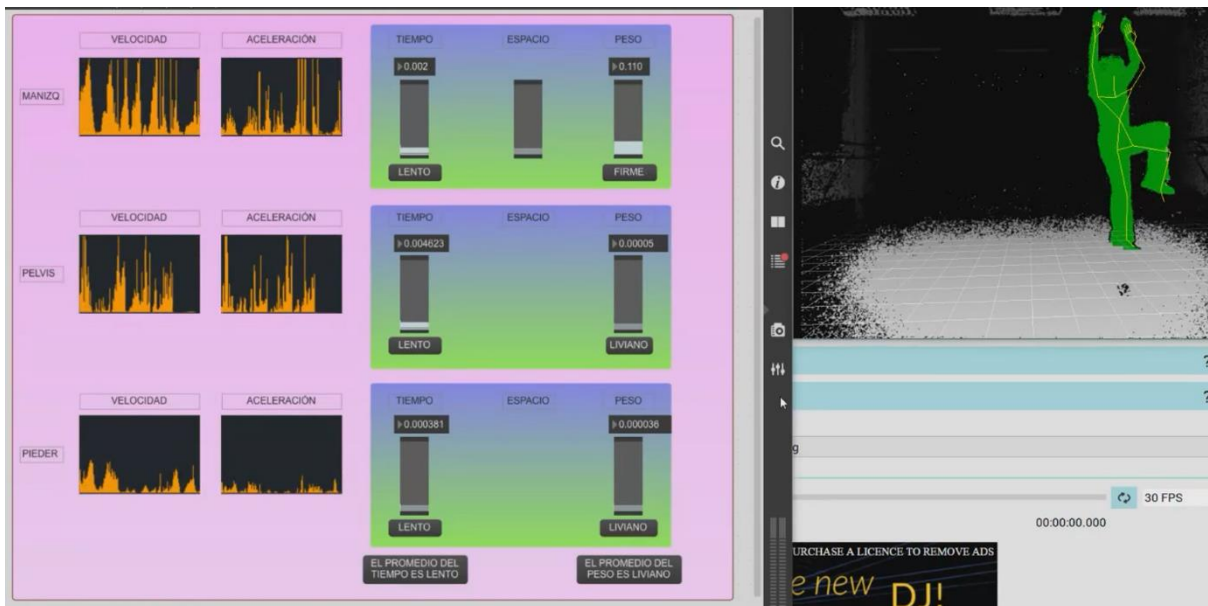 VELOCIDAD
ACELERACIÓN
TIEMPO
ESPACIO
PESO
0.002
0.110
MANIZQ
LENTO
FIRME
VELOCIDAD
ACELERACIÓN
TIEMPO
ESPACIO
PESO
0.004623
0.00005
PELVIS
LENTO
LIVIANO
VELOCIDAD
ACELERACIÓN
TIEMPO
ESPACIO
PESO
0.000381
0.000036
PIEDER
LENTO
LIVIANO
EL PROMEDIO DEL
TIEMPO ES LENTO
EL PROMEDIO DEL
PESO ES LIVIANO
?
?
g
30 FPS
00:00:00.000
URCHASE A LICENCE TO REMOVE ADS
e new
DJ!